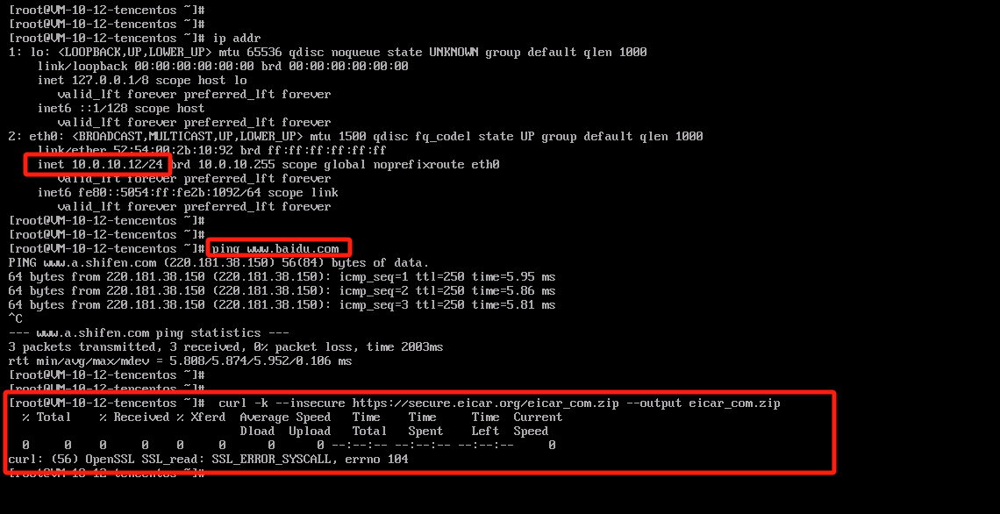 [root@VM-10-12-tencentos ~]#
[root@VM-10-12-tencentos ~]#
[root@VM-10-12-tencentos ~]# ip addr
1: lo: <LOOPBACK,UP,LOWER_UP> mtu 65536 qdisc noqueue state UNKNOWN group default qlen 1000
    link/loopback 00:00:00:00:00:00 brd 00:00:00:00:00:00
    inet 127.0.0.1/8 scope host lo
       valid_lft forever preferred_lft forever
    inet6 ::1/128 scope host
       valid_lft forever preferred_lft forever
2: eth0: <BROADCAST,MULTICAST,UP,LOWER_UP> mtu 1500 qdisc fq_codel state UP group default qlen 1000
    link/ether 52:54:00:2b:10:92 brd ff:ff:ff:ff:ff:ff
    inet 10.0.10.12/24 brd 10.0.10.255 scope global noprefixroute eth0
       valid_lft forever preferred_lft forever
    inet6 fe80::5054:ff:fe2b:1092/64 scope link
       valid_lft forever preferred_lft forever
[root@VM-10-12-tencentos ~]#
[root@VM-10-12-tencentos ~]#
[root@VM-10-12-tencentos ~]# ping www.baidu.com
PING www.a.shifen.com (220.181.38.150) 56(84) bytes of data.
64 bytes from 220.181.38.150 (220.181.38.150): icmp_seq=1 ttl=250 time=5.95 ms
64 bytes from 220.181.38.150 (220.181.38.150): icmp_seq=2 ttl=250 time=5.86 ms
64 bytes from 220.181.38.150 (220.181.38.150): icmp_seq=3 ttl=250 time=5.81 ms
^C
--- www.a.shifen.com ping statistics ---
3 packets transmitted, 3 received, 0% packet loss, time 2003ms
rtt min/avg/max/mdev = 5.808/5.874/5.952/0.106 ms
[root@VM-10-12-tencentos ~]#
[root@VM-10-12-tencentos ~]#
[root@VM-10-12-tencentos ~]#  curl -k --insecure https://secure.eicar.org/eicar_com.zip --output eicar_com.zip
  % Total    % Received % Xferd  Average Speed   Time    Time     Time  Current
                                 Dload  Upload   Total   Spent    Left  Speed
  0     0    0     0    0     0      0      0 --:--:-- --:--:-- --:--:--     0
curl: (56) OpenSSL SSL_read: SSL_ERROR_SYSCALL, errno 104
[root@VM-10-12-tencentos ~]#